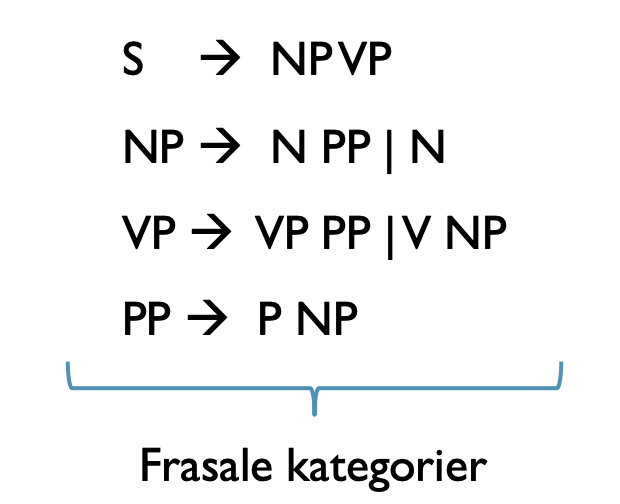 S → NP VP
NP → N PP | N
VP → VP PP | V NP
PP → P NP
Frasale kategorier